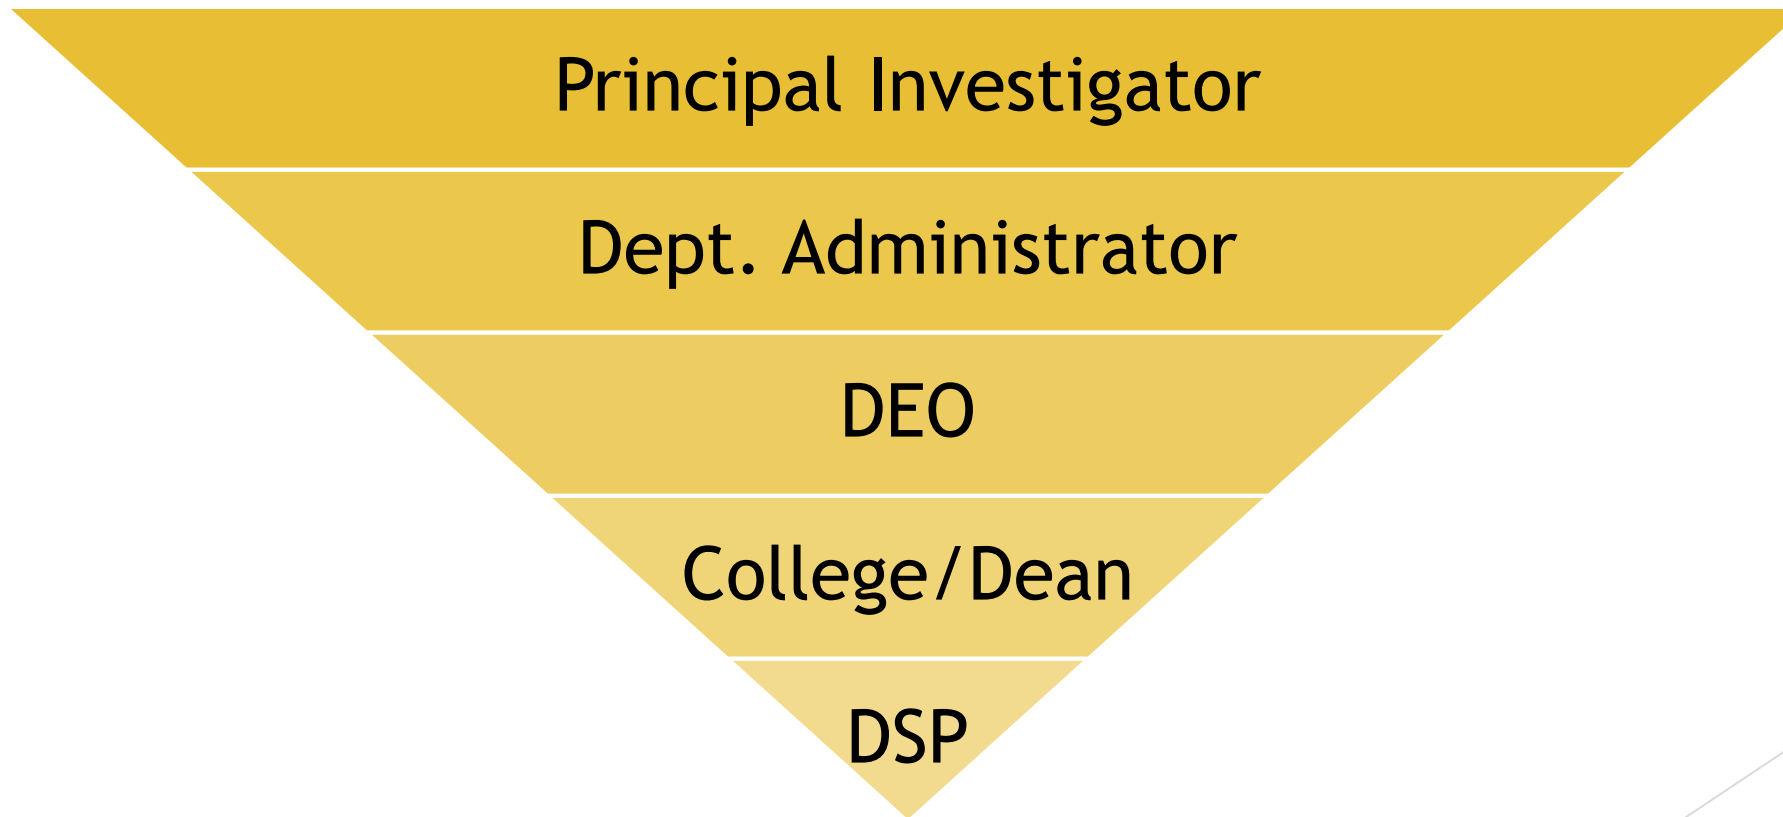 Principal Investigator
Dept. Administrator
DEO
College/Dean
DSP